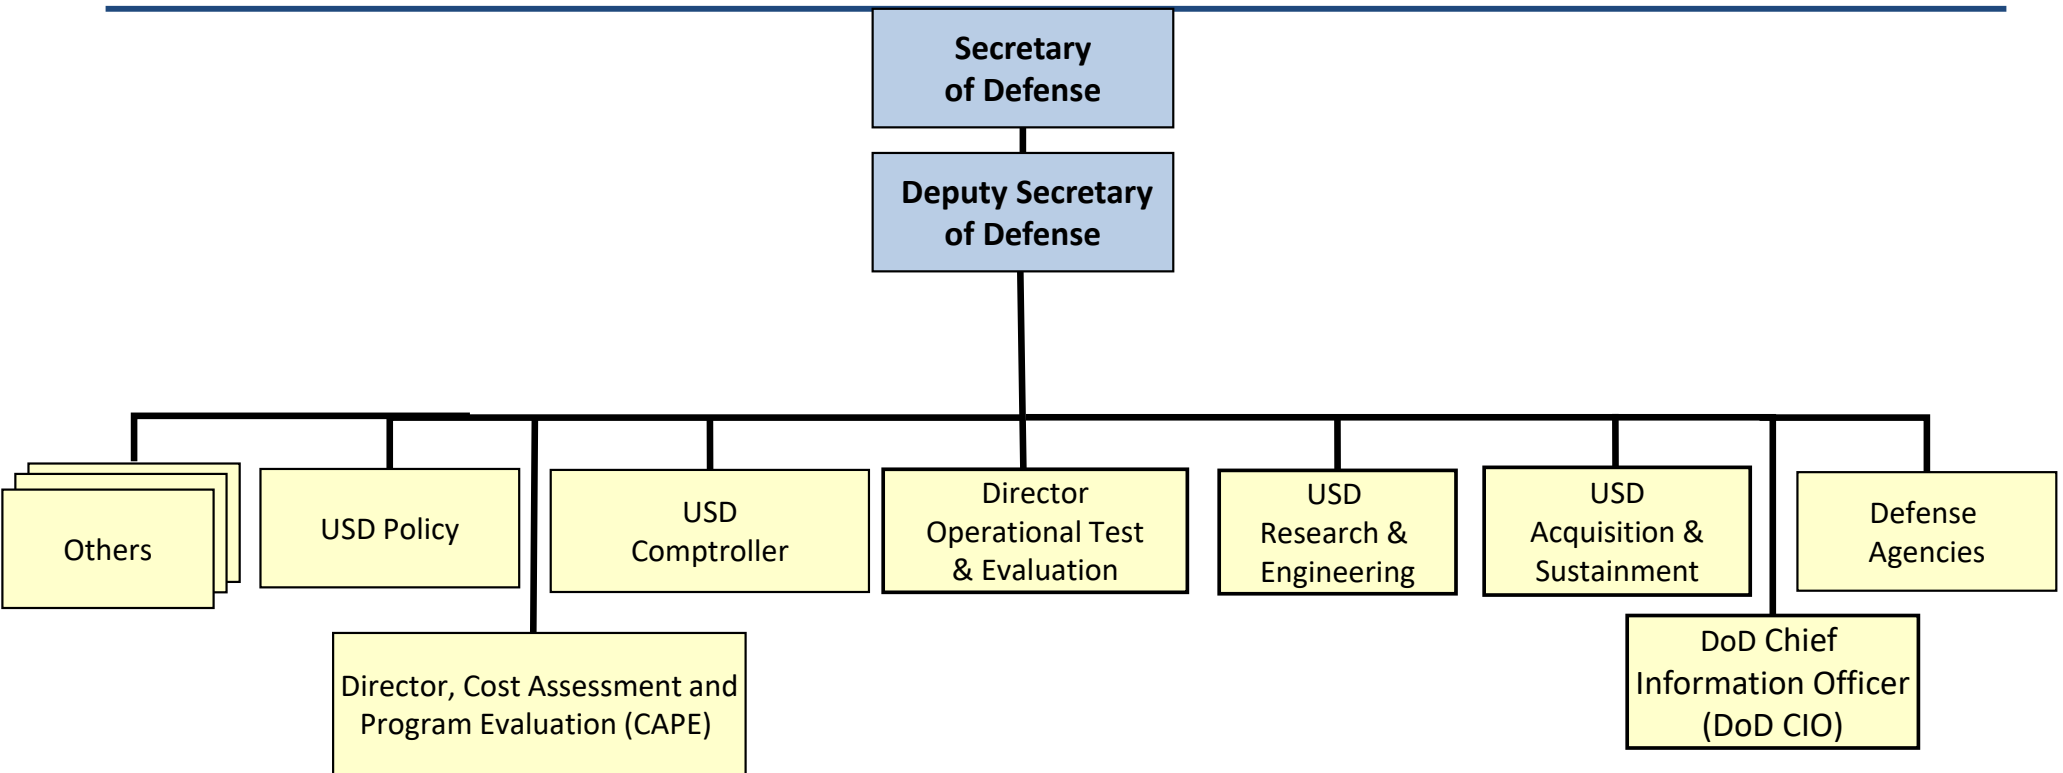 Secretary
of Defense
Deputy Secretary
of Defense
Others
USD Policy
USD
Comptroller
Director
Operational Test
& Evaluation
USD
Research &
Engineering
USD
Acquisition &
Sustainment
Defense
Agencies
Director, Cost Assessment and
Program Evaluation (CAPE)
DoD Chief
Information Officer
(DoD CIO)